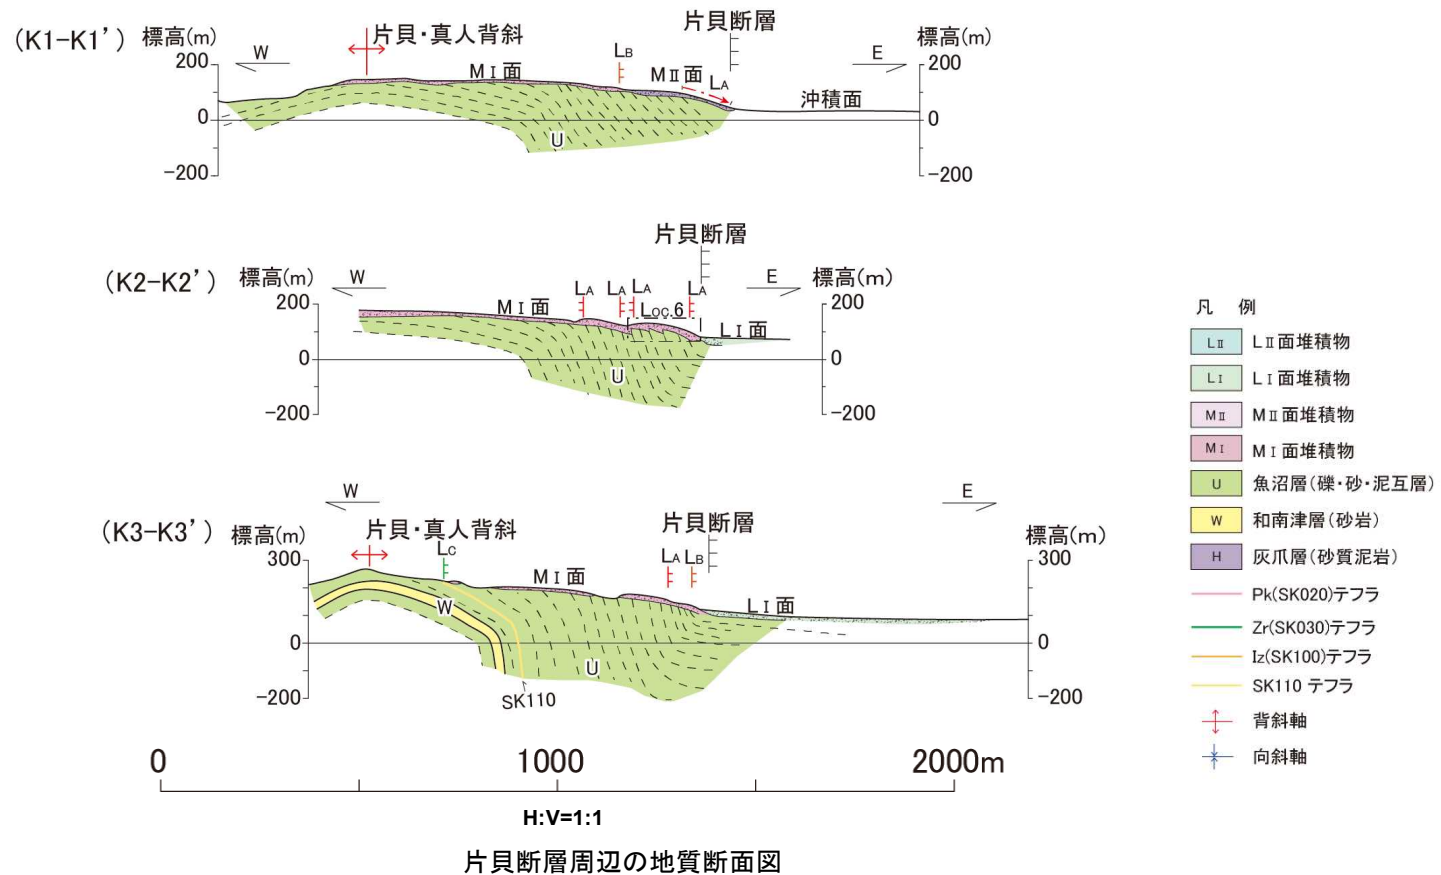 (K1-K1’)
標高(m)
W
片貝・真人背斜
LB
片貝断層
E
標高(m)
200
MⅠ面
MⅡ面
LA
沖積面
200
0
U
0
-200
-200
(K2-K2’)
標高(m)
W
片貝断層
E
標高(m)
200
MⅠ面
LA
LA
LA
LA
Loc.6
LⅠ面
200
0
U
0
-200
-200
(K3-K3’)
標高(m)
W
片貝・真人背斜
LC
片貝断層
LA
LB
E
標高(m)
300
MⅠ面
LⅠ面
300
W
0
U
0
-200
SK110
-200
凡 例
LⅡ LⅡ面堆積物
LⅠ LⅠ面堆積物
MⅡ MⅡ面堆積物
MⅠ MⅠ面堆積物
U 魚沼層(礫・砂・泥互層)
W 和南津層(砂岩)
H 灰爪層(砂質泥岩)
Pk(SK020)テフラ
Zr(SK030)テフラ
Iz(SK100)テフラ
SK110 テフラ
背斜軸
向斜軸
0 1000 2000m
H:V=1:1
片貝断層周辺の地質断面図